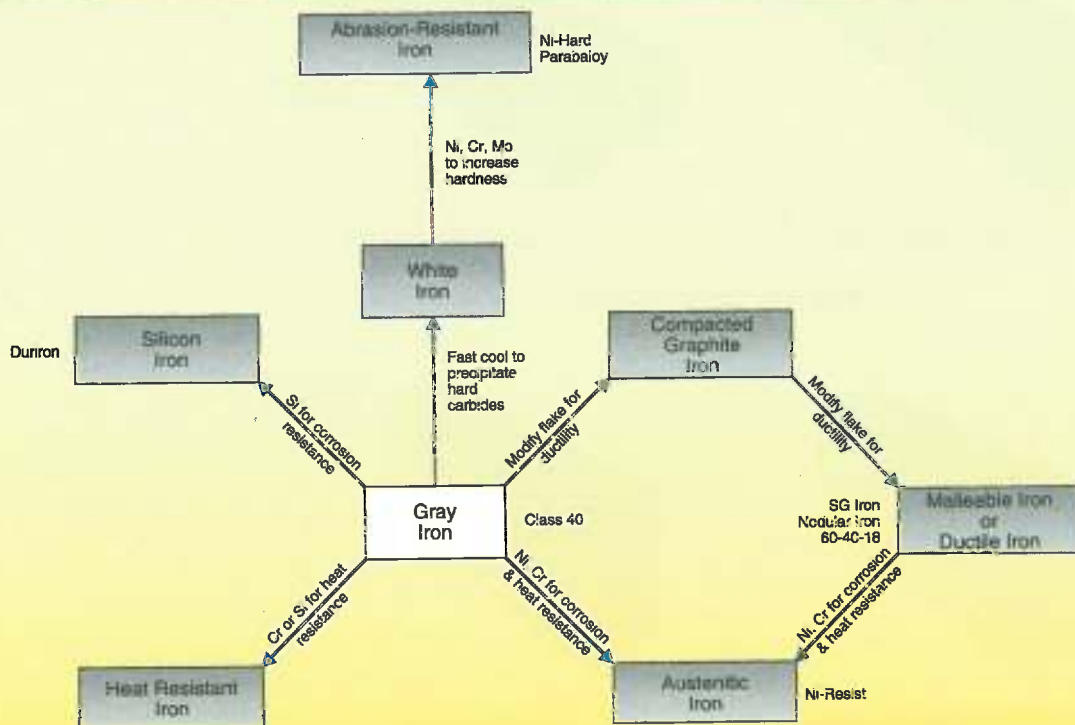 Abrasion-Resistant
Iron
Ni-Hard
Parabaloy
Ni, Cr, Mo
to increase
hardness
White
Iron
Silicon
Iron
Duriron
Fast cool to
precipitate
hard
carbides
Compacted
Graphite
Iron
Si for corrosion
resistance
Modify flake for
ductility
Modify flake for
ductility
Gray
Iron
Class 40
SG Iron
Nodular Iron
60-40-18
Malleable Iron
or
Ductile Iron
Cr or Si for heat
resistance
Ni, Cr for corrosion
& heat resistance
Ni, Cr for corrosion
& heat resistance
Heat Resistant
Iron
Austenitic
Iron
Ni-Resist